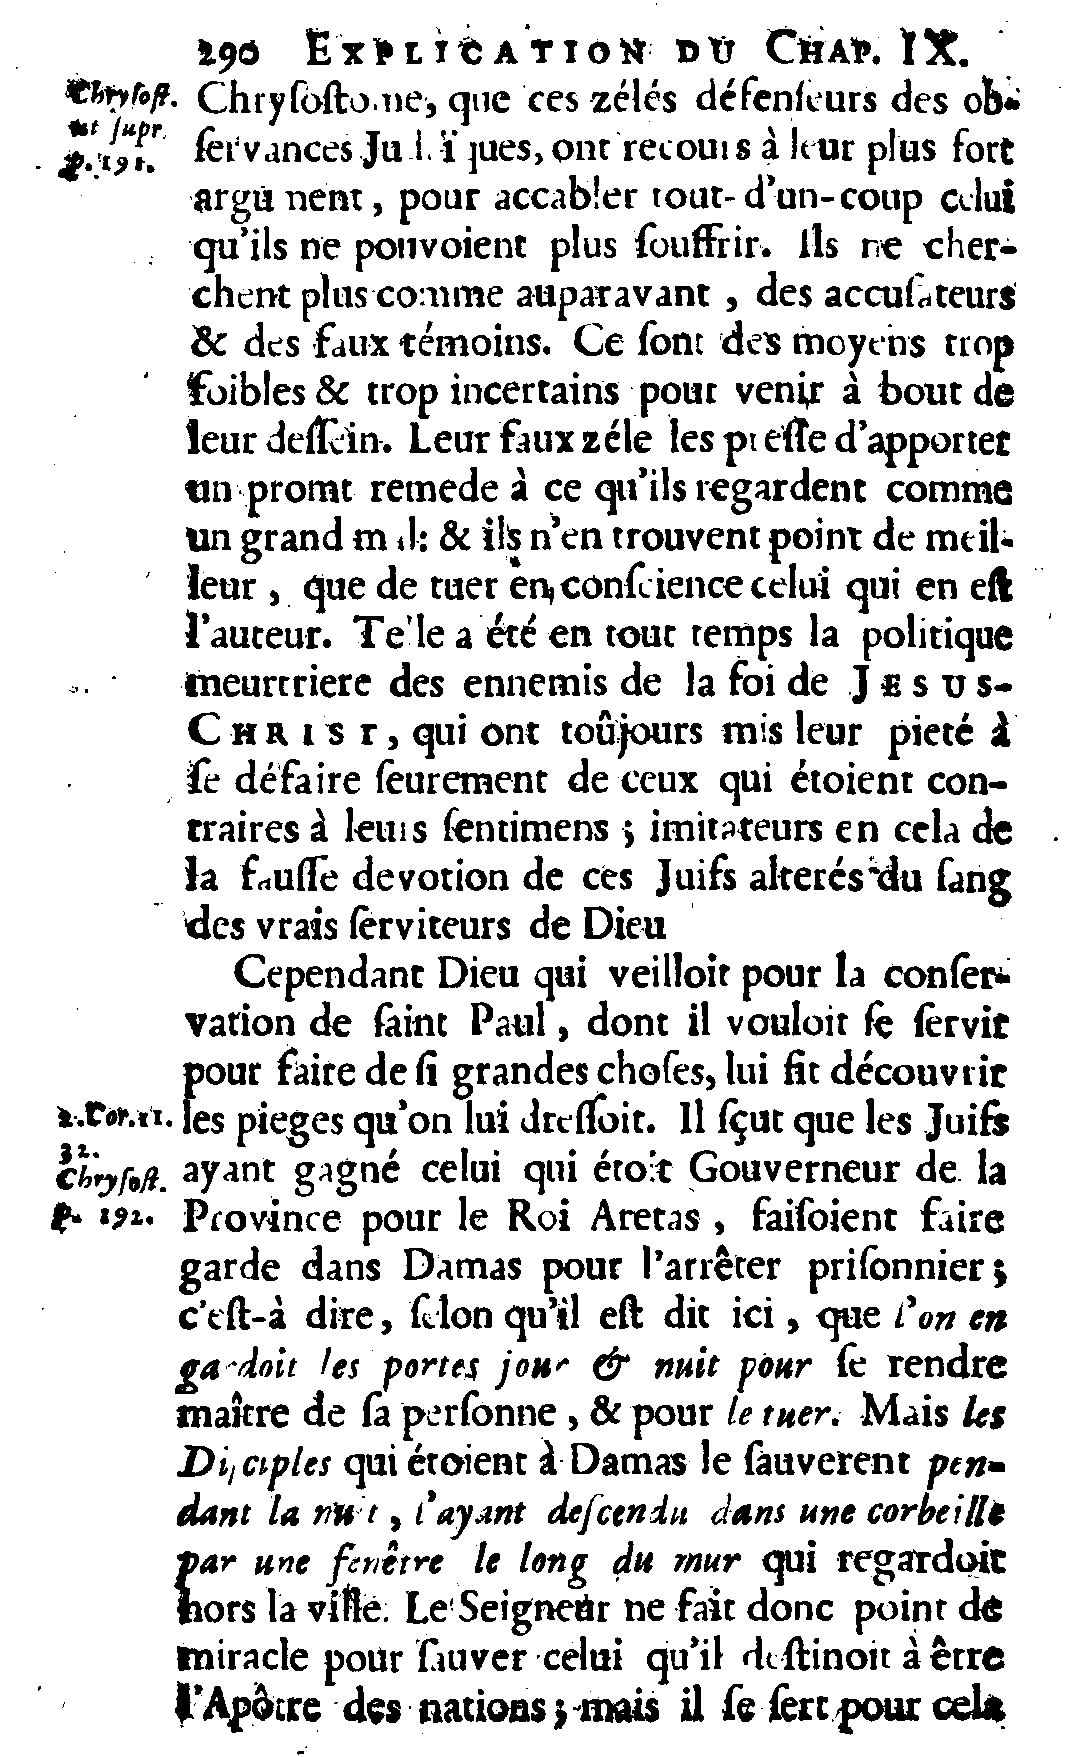 290 EXPLICATION DU CHAP. IX.
Chrysost.
ut supr.
p. 191.
Chryſoſtome, que ces zélés défenſeurs des ob-
ſervances Judaïques, ont recours à leur plus fort
argument, pour accabler tout-d'un-coup celui
qu'ils ne pouvoient plus ſouffrir. Ils ne cher-
chent plus comme auparavant, des accuſateurs
& des faux témoins. Ce ſont des moyens trop
foibles & trop incertains pour venir à bout de
leur deſſein. Leur faux zéle les preſſe d'apporter
un promt remede à ce qu'ils regardent comme
un grand mal: & ils n'en trouvent point de meil-
leur, que de tuer en conſcience celui qui en eſt
l'auteur. Telle a été en tout temps la politique
meurtriere des ennemis de la foi de JESUS-
CHRIST, qui ont toûjours mis leur pieté à
ſe défaire ſeurement de ceux qui étoient con-
traires à leurs ſentimens; imitateurs en cela de
la fauſſe devotion de ces Juifs alterés du ſang
des vrais ſerviteurs de Dieu
Cependant Dieu qui veilloit pour la conſer-
vation de ſaint Paul, dont il vouloit ſe ſervir
pour faire de ſi grandes choſes, lui fit découvrir
2. Cor. 11.
32.
Chryſoſt.
p. 192.
les pieges qu'on lui dreſſoit. Il ſçut que les Juifs
ayant gagné celui qui étoit Gouverneur de la
Province pour le Roi Aretas, faiſoient faire
garde dans Damas pour l'arrêter priſonnier;
c'eſt-à dire, ſelon qu'il eſt dit ici, que l'on en
gardoit les portes jour & nuit pour ſe rendre
maître de ſa perſonne, & pour le tuer. Mais les
Diſciples qui étoient à Damas le ſauverent pen-
dant la nuit, l'ayant deſcendu dans une corbeille
par une fenêtre le long du mur qui regardoit
hors la ville. Le Seigneur ne fait donc point de
miracle pour ſauver celui qu'il deſtinoit à être
l'Apôtre des nations; mais il ſe ſert pour cela